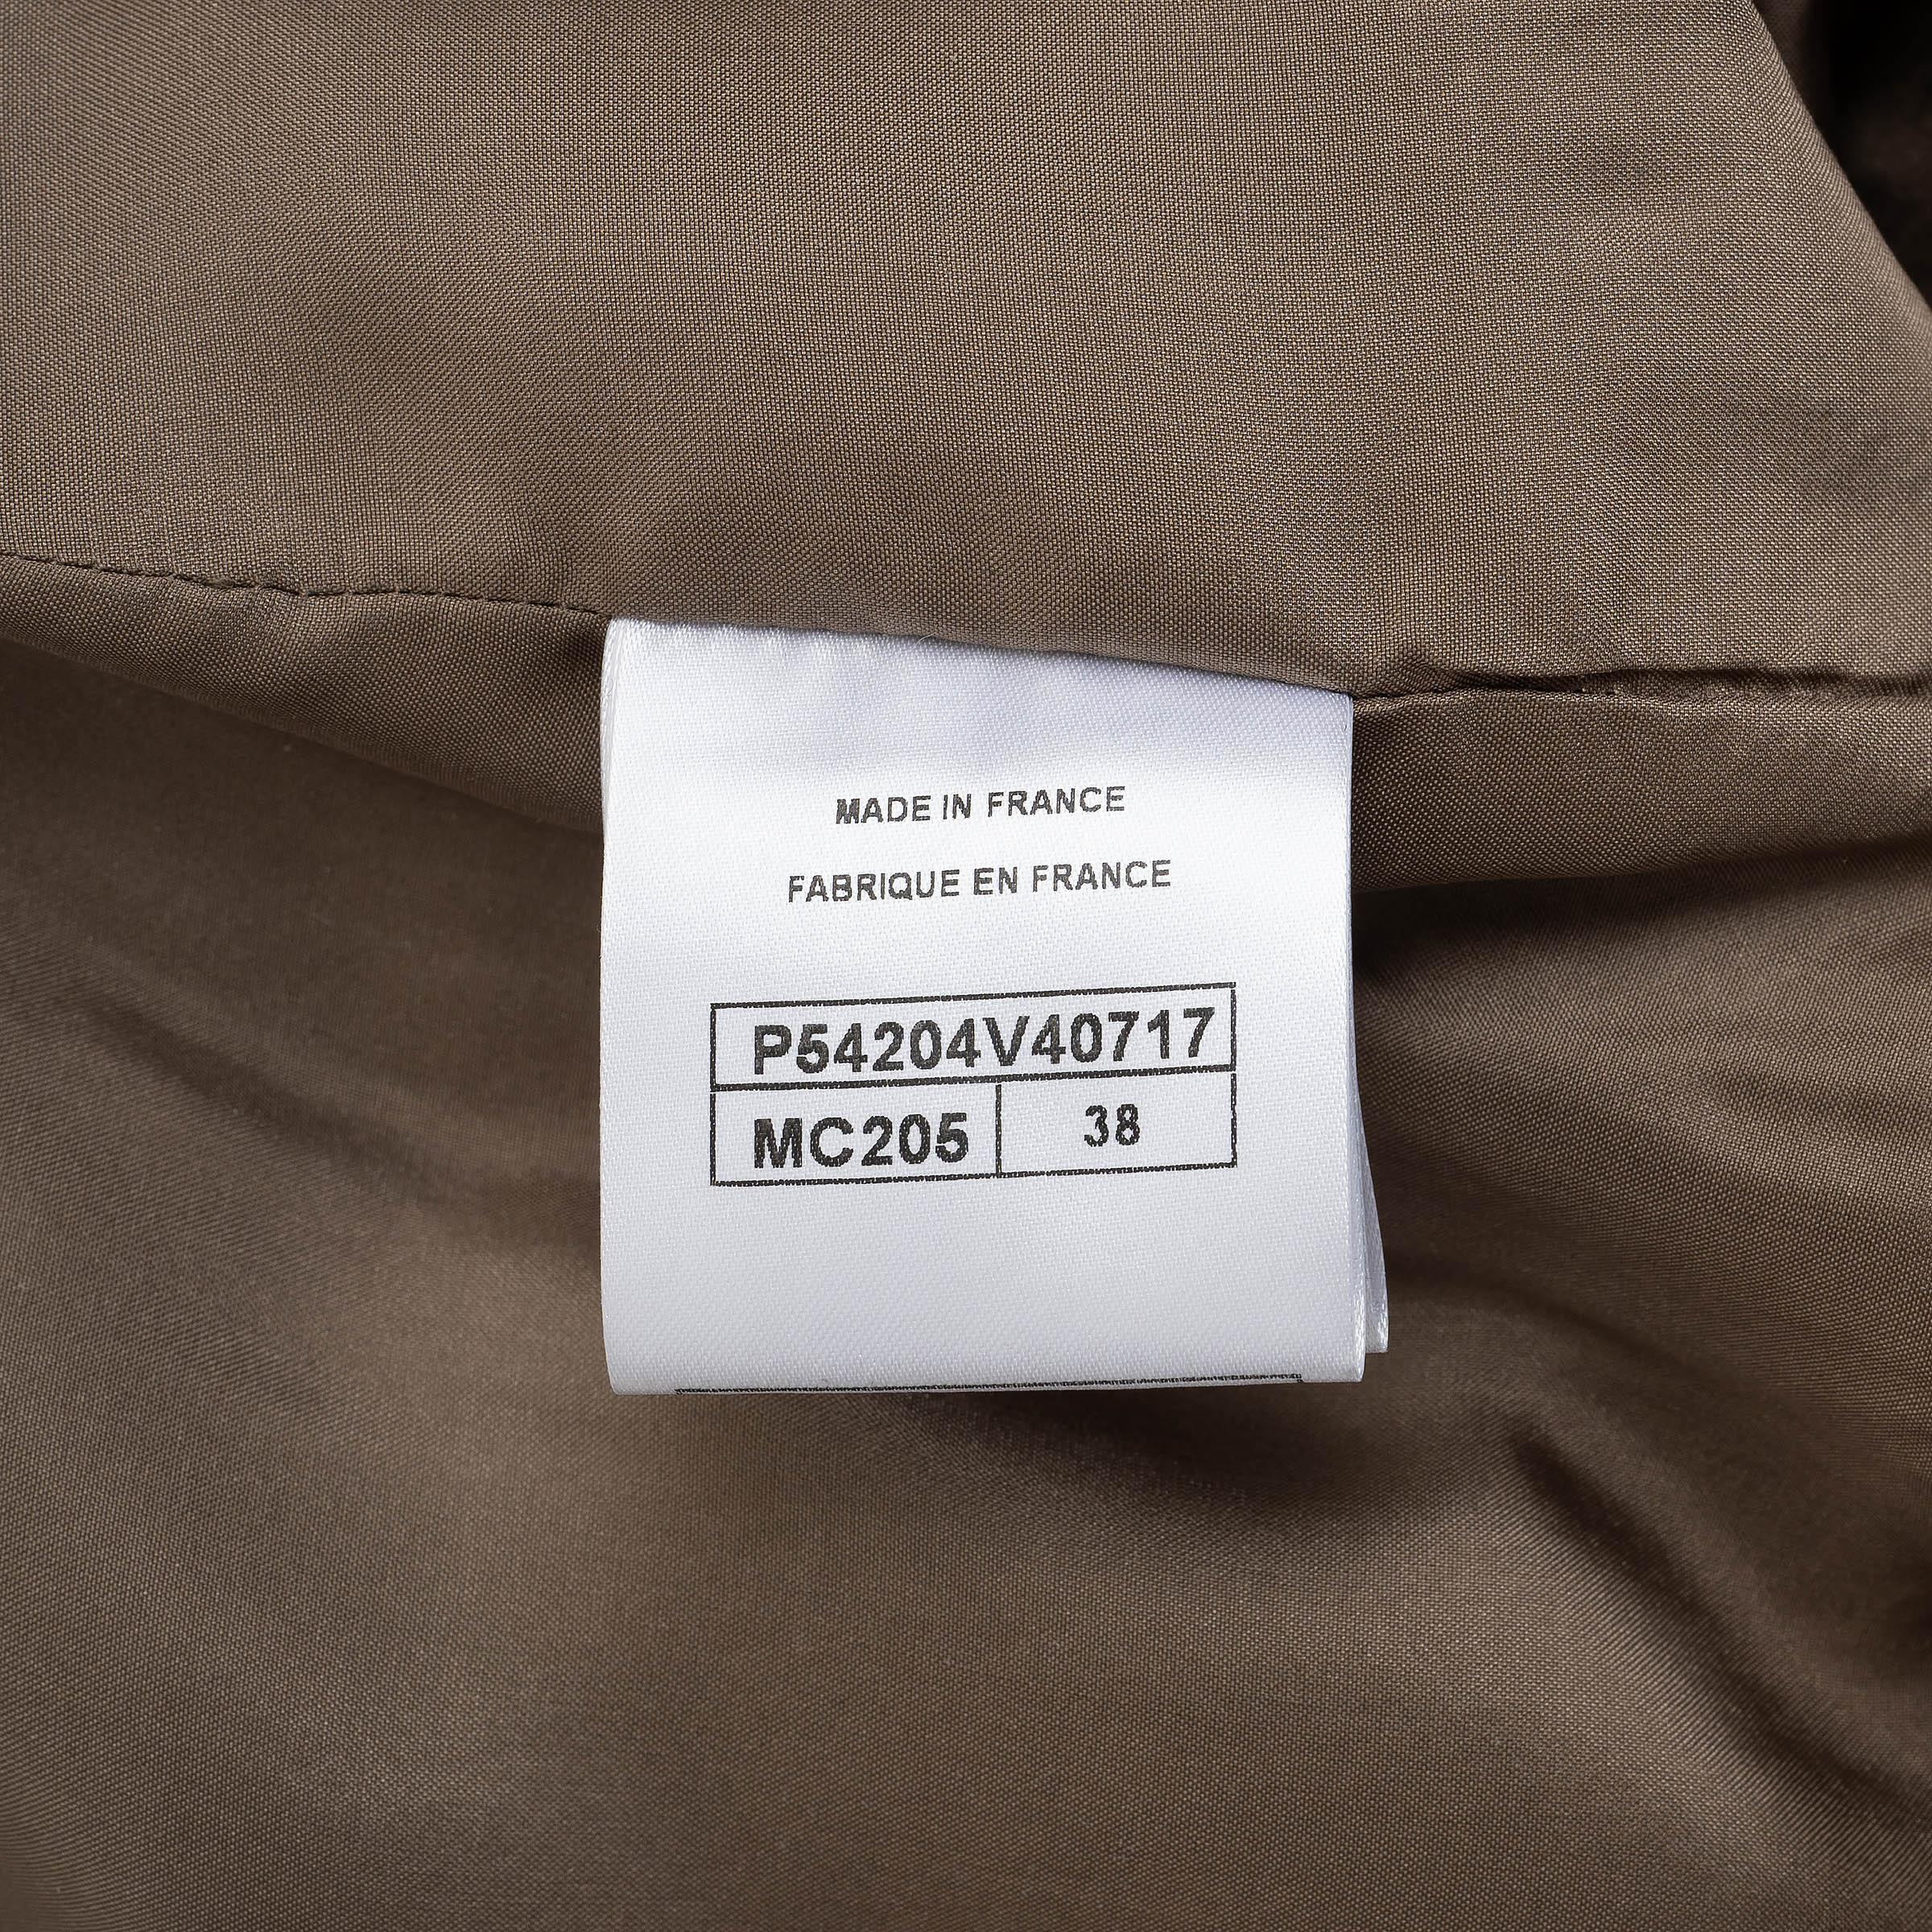 MADE IN FRANCE
FABRIQUE EN FRANCE
P54204V40717
MC205 38